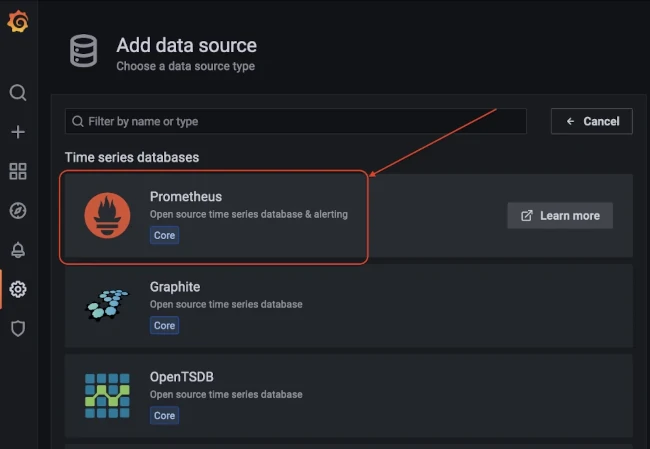 Add data source
Choose a data source type
Filter by name or type
Cancel
Time series databases
Prometheus
Open source time series database & alerting
Core
Learn more
Graphite
Open source time series database
Core
OpenTSDB
Open source time series database
Core